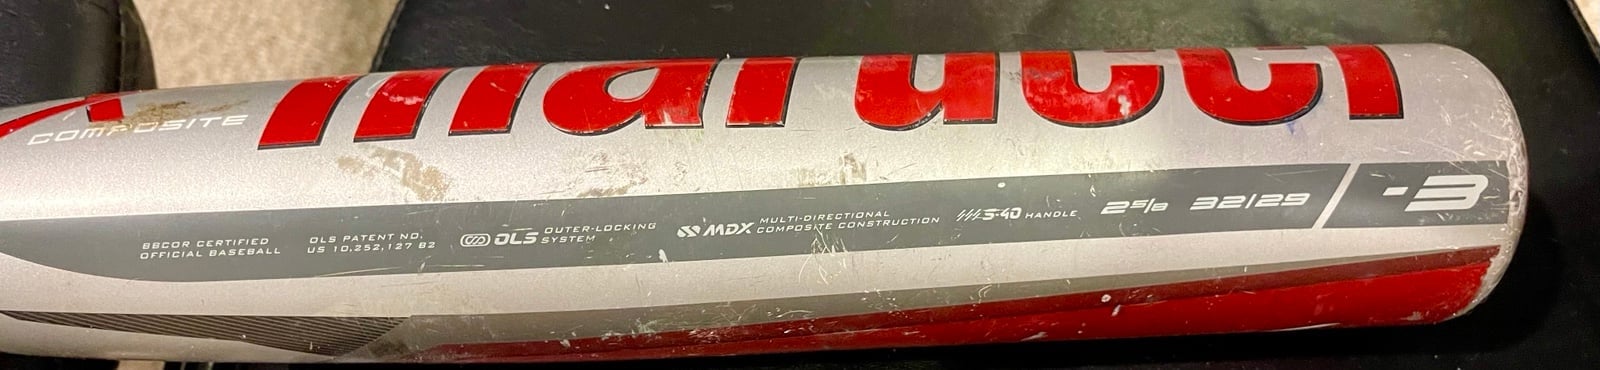 COMPOSITE
marucci
BBCOR CERTIFIED
OFFICIAL BASEBALL
OLS PATENT NO.
US 10,252,127 B2
OLS OUTER-LOCKING
SYSTEM
MDX MULTI-DIRECTIONAL
COMPOSITE CONSTRUCTION
S-40 HANDLE
2 5/8
32/29
-3